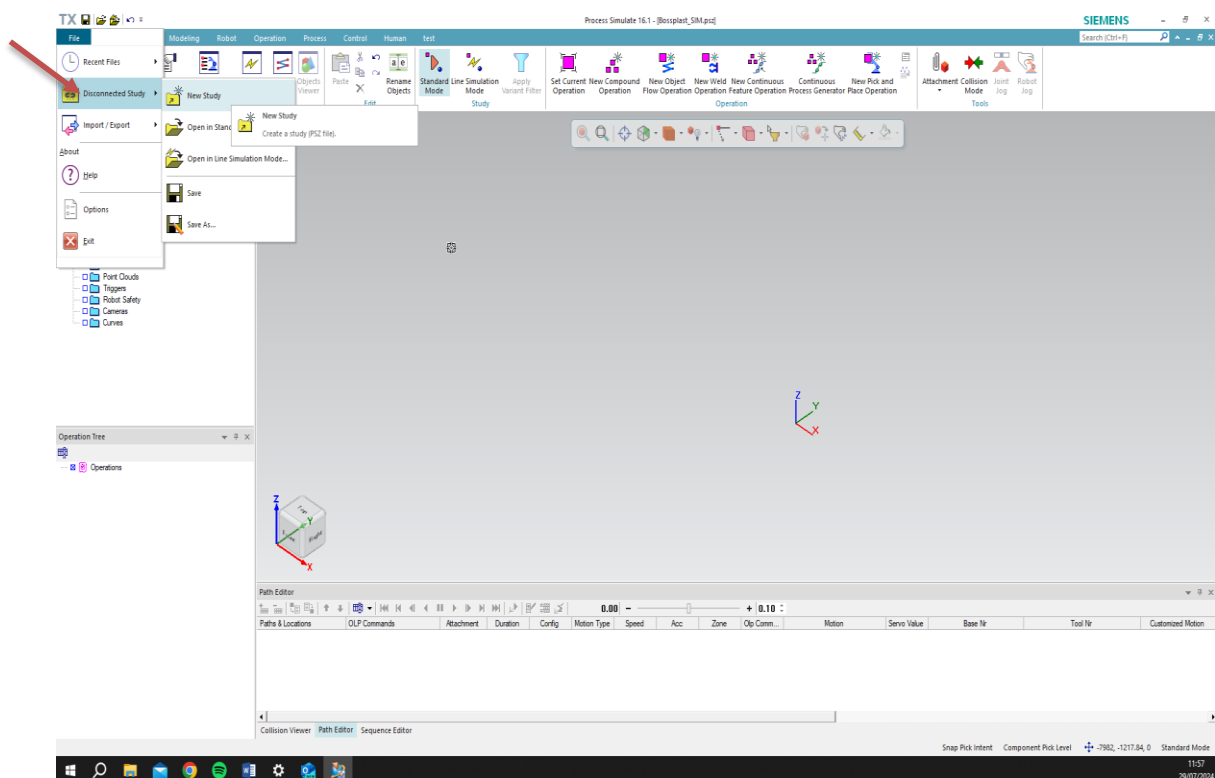 TX
Process Simulate 16.1 - [Bossplast_SIM.psz]
SIEMENS
File Modeling Robot Operation Process Control Human test
Search (Ctrl+F)
Recent Files
Disconnected Study
Import / Export
About
Help
Options
Exit
New Study
Open in Stand
Open in Line Simulation Mode...
Save
Save As...
New Study
Create a study (PSZ file).
Objects Viewer
Paste
Rename Objects
Edit
Standard Mode
Line Simulation Mode
Apply Variant Filter
Study
Set Current Operation
New Compound Operation
New Object Flow Operation
New Weld Operation
New Continuous Feature Operation
Continuous Process Generator
New Pick and Place Operation
Operation
Attachment
Collision Mode
Joint Jog
Robot Jog
Tools
Point Clouds
Triggers
Robot Safety
Cameras
Curves
Z
Y
X
Operation Tree
Operations
Z
Y
X
Top
Right
Path Editor
0.00 - + 0.10
Paths & Locations OLP Commands Attachment Duration Config Motion Type Speed Acc Zone Olp Comm... Motion Servo Value Base Nr Tool Nr Customized Motion
Collision Viewer Path Editor Sequence Editor
Snap Pick Intent Component Pick Level -7982, -1217.84, 0 Standard Mode
11:57
29/07/2024